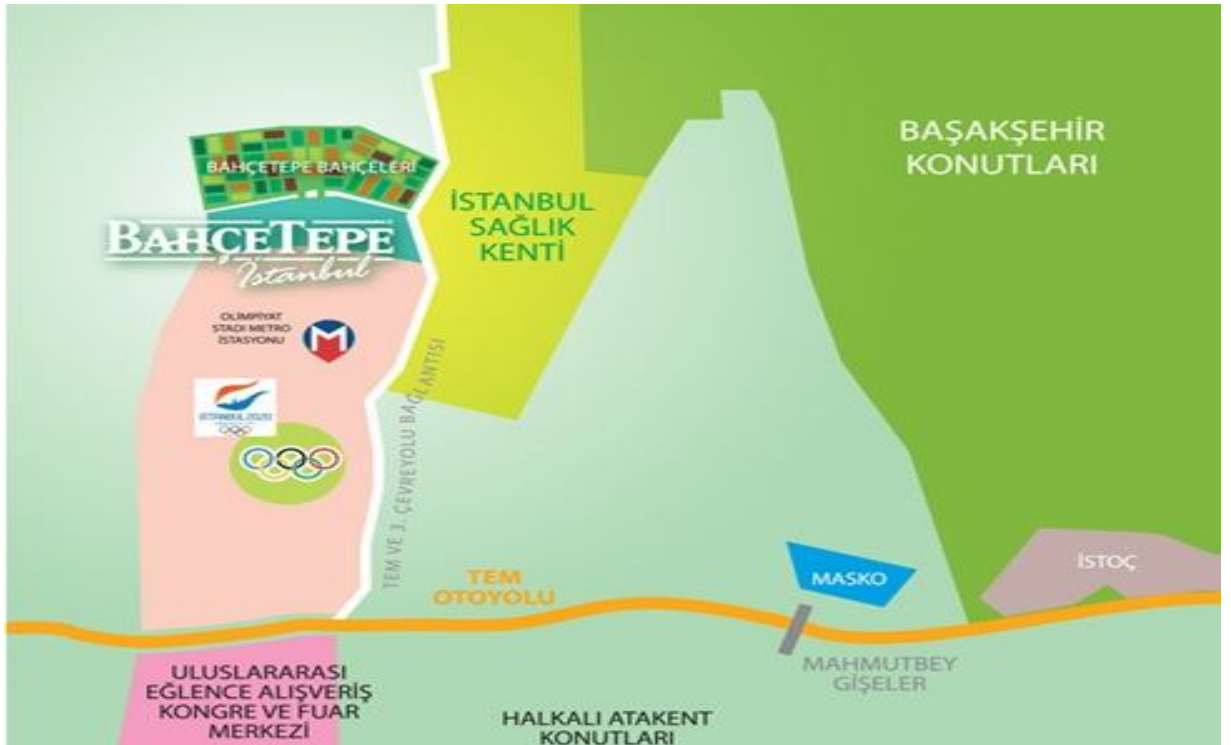 BAŞAKŞEHİR
KONUTLARI
BAHÇETEPE BAHÇELERİ
İSTANBUL
SAĞLIK
KENTİ
BAHÇETEPE
İstanbul
OLİMPİYAT
STADI METRO
İSTASYONU
M
İSTANBUL 2020
TEM VE 3. ÇEVREYOLU BAĞLANTISI
TEM
OTOYOLU
MASKO
İSTOÇ
MAHMUTBEY
GİŞELER
ULUSLARARASI
EĞLENCE ALIŞVERİŞ
KONGRE VE FUAR
MERKEZİ
HALKALI ATAKENT
KONUTLARI